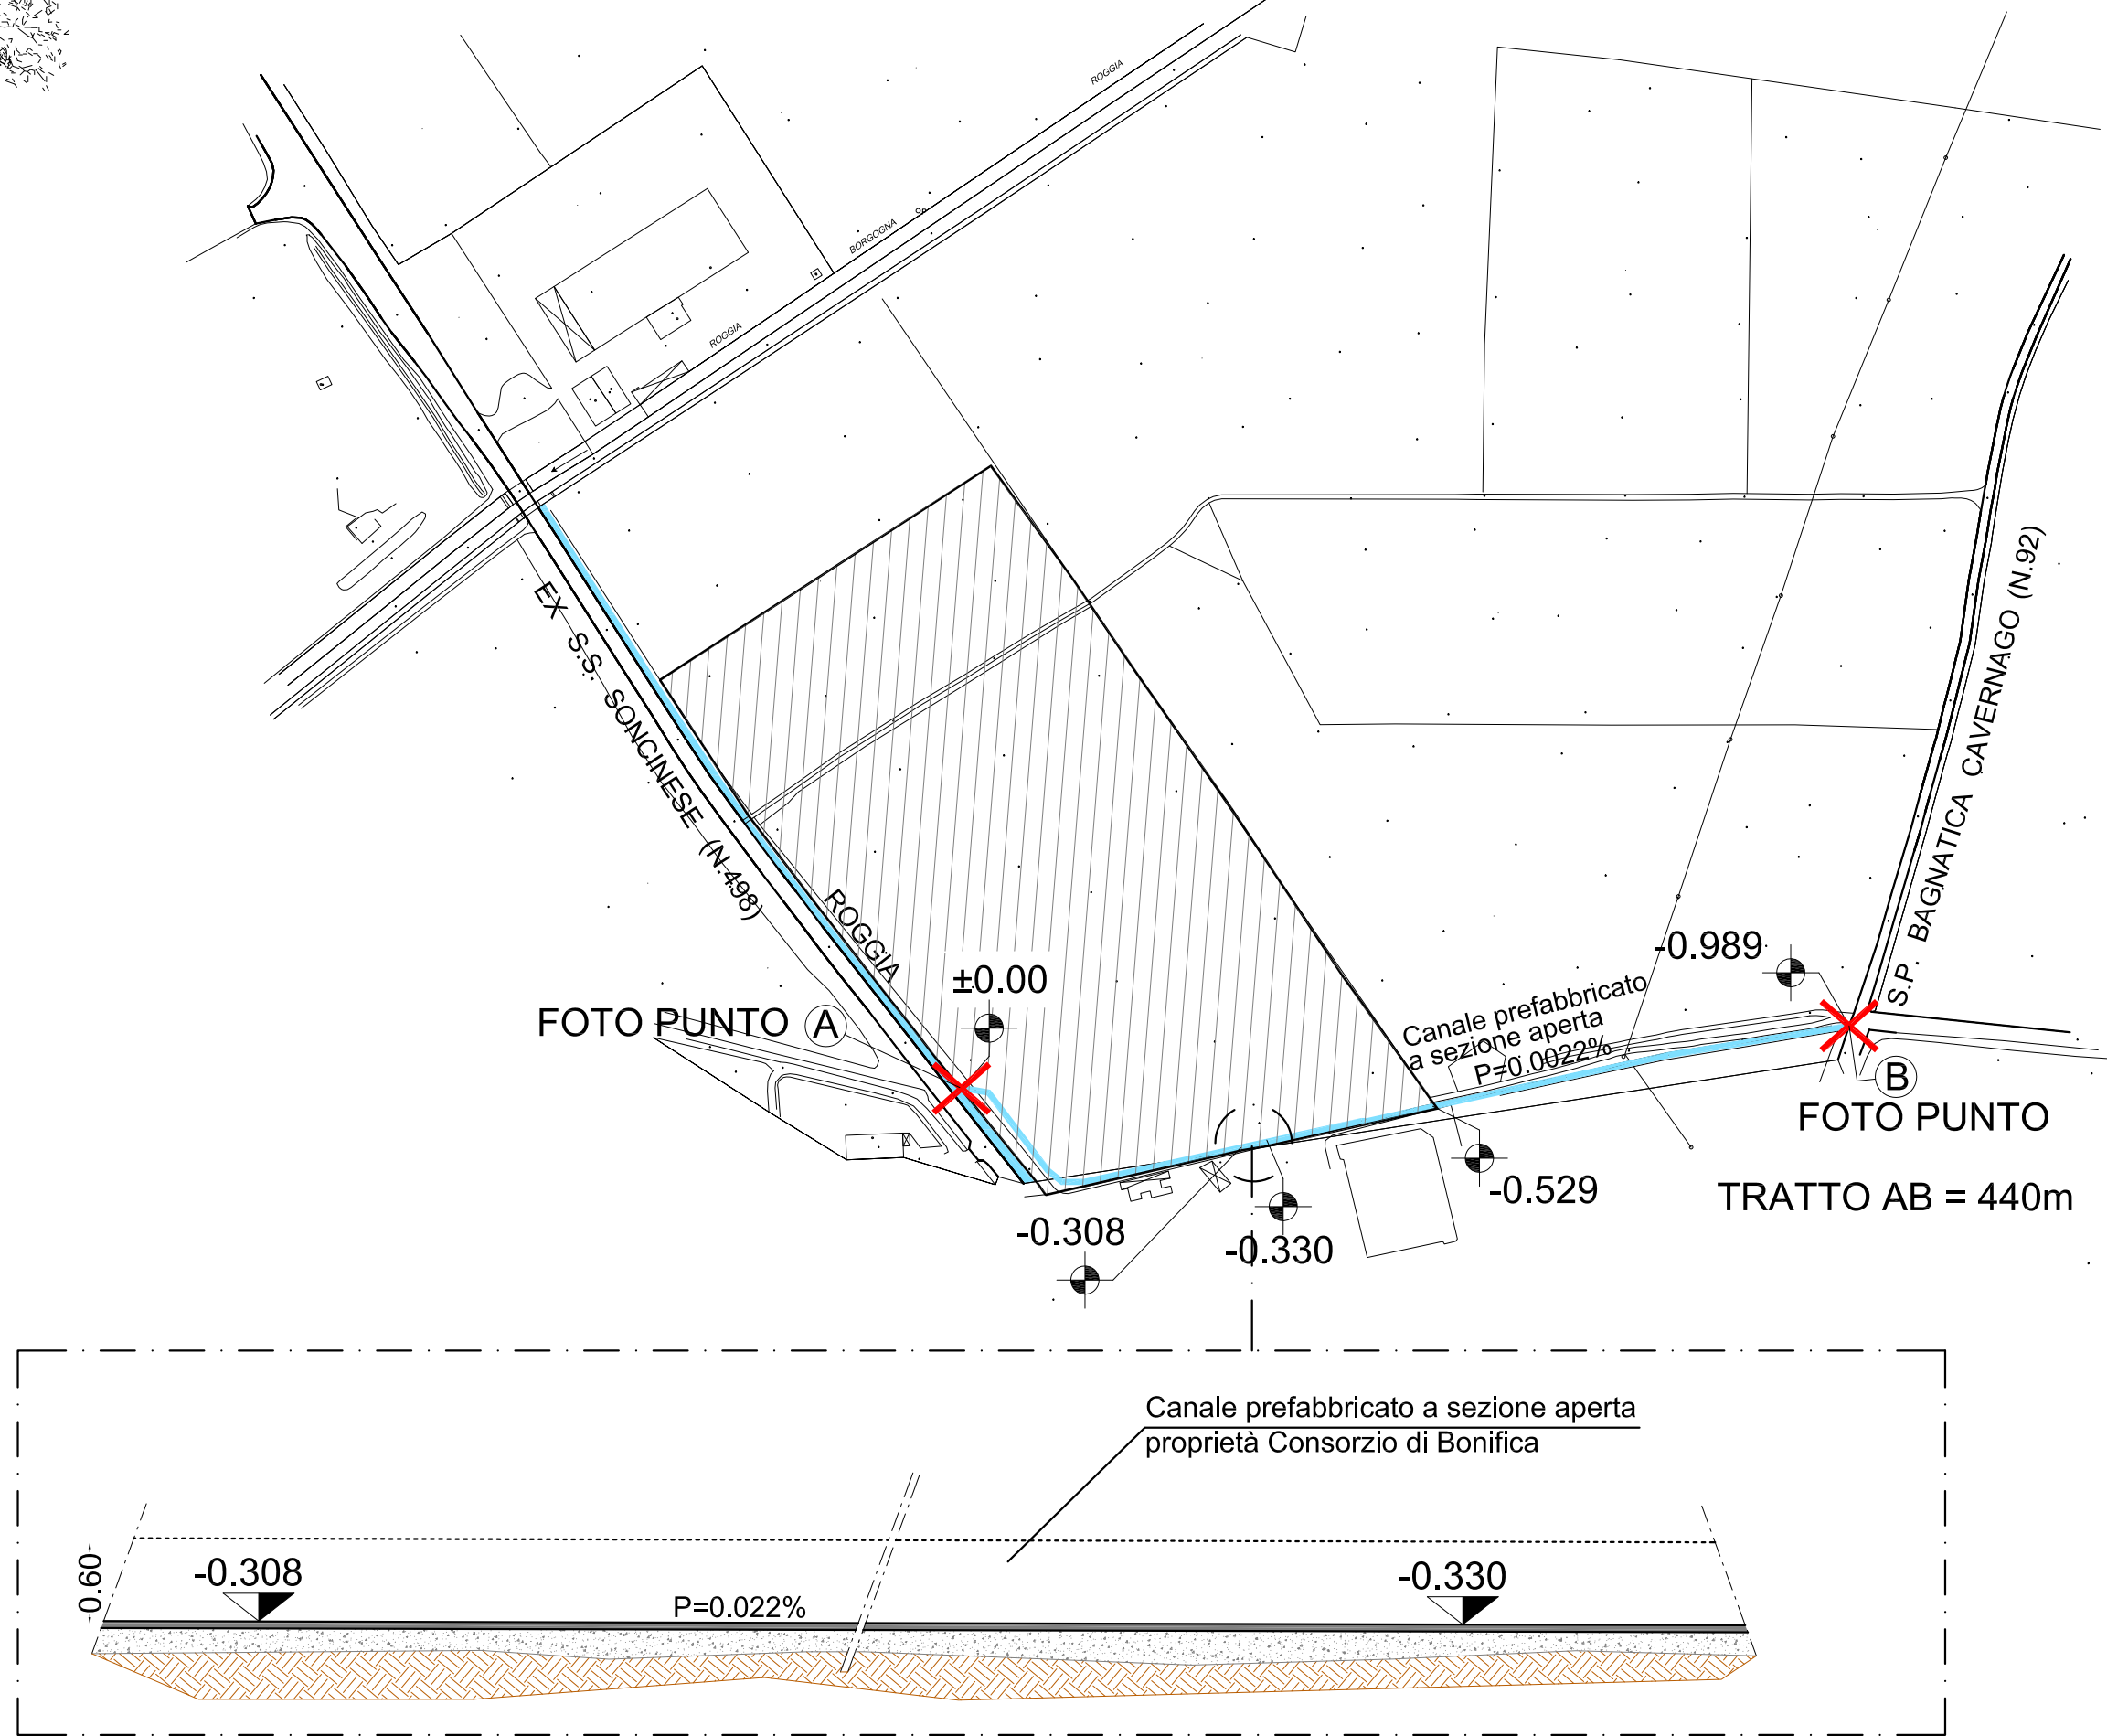 ROGGIA
BORGOGNA
ROGGIA
EX S.S. SONCINESE (N.498)
ROGGIA
S.P. BAGNATICA CAVERNAGO (N.92)
-0.989
±0.00
FOTO PUNTO A
Canale prefabbricato
a sezione aperta
P=0.0022%
B
FOTO PUNTO
-0.529
TRATTO AB = 440m
-0.308
-0.330
Canale prefabbricato a sezione aperta
proprietà Consorzio di Bonifica
0.60
-0.308
P=0.022%
-0.330